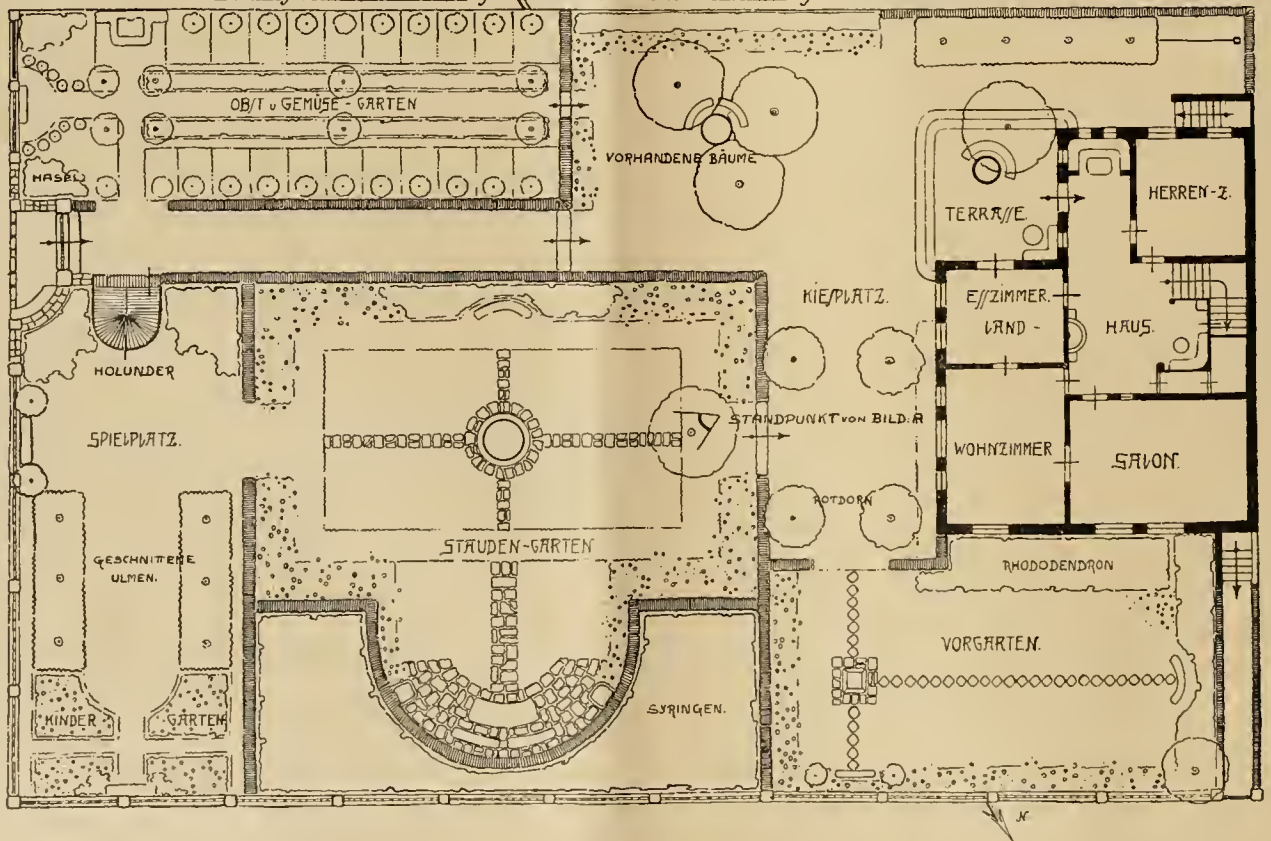 OBST u GEMÜSE-GARTEN
VORHANDENE BÄUME
HASEL
TERRASSE.
HERREN-Z.
KIESPLATZ.
ESSZIMMER.
LAND-
HAUS.
HOLUNDER
SPIELPLATZ.
STANDPUNKT VON BILD: A
WOHNZIMMER
SALON.
ROTDORN
STAUDEN-GARTEN
GESCHNITTENE
ULMEN.
RHODODENDRON
VORGARTEN.
KINDER GÄRTEN
SYRINGEN.
N